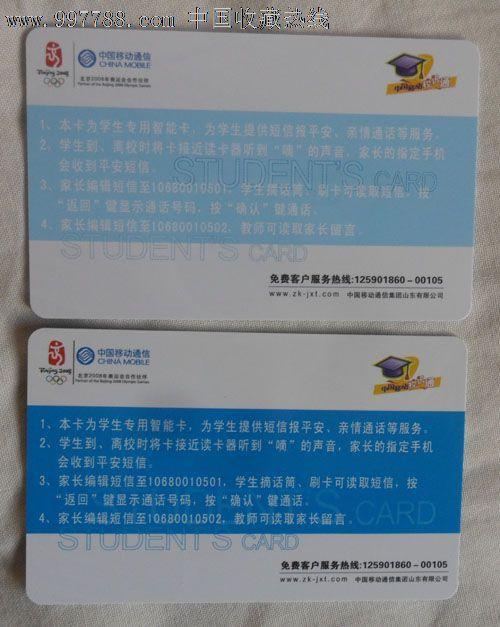 www.997788.com 中国收藏热线
Beijing 2008
中国移动通信
CHINA MOBILE
北京2008年奥运会合作伙伴
Partner of the Beijing 2008 Olympic Games
1、本卡为学生专用智能卡,为学生提供短信报平安、亲情通话等服务。
2、学生到、离校时将卡接近读卡器听到“嘀”的声音,家长的指定手机
会收到平安短信。
STUDENT'S CARD
3、家长编辑短信至10680010501,学生摘话筒、刷卡可读取短信,按
“返回”键显示通话号码,按“确认”键通话。
4、家长编辑短信至10680010502,教师可读取家长留言。
STUDENT'S CARD
免费客户服务热线:125901860-00105
www.zk-jxt.com 中国移动通信集团山东有限公司
Beijing 2008
中国移动通信
CHINA MOBILE
北京2008年奥运会合作伙伴
Partner of the Beijing 2008 Olympic Games
1、本卡为学生专用智能卡,为学生提供短信报平安、亲情通话等服务。
2、学生到、离校时将卡接近读卡器听到“嘀”的声音,家长的指定手机
会收到平安短信。
3、家长编辑短信至10680010501,学生摘话筒、刷卡可读取短信,按
“返回”键显示通话号码,按“确认”键通话。
STUDENT'S CARD
4、家长编辑短信至10680010502,教师可读取家长留言。
STUDENT'S CARD
免费客户服务热线:125901860-00105
www.zk-jxt.com 中国移动通信集团山东有限公司